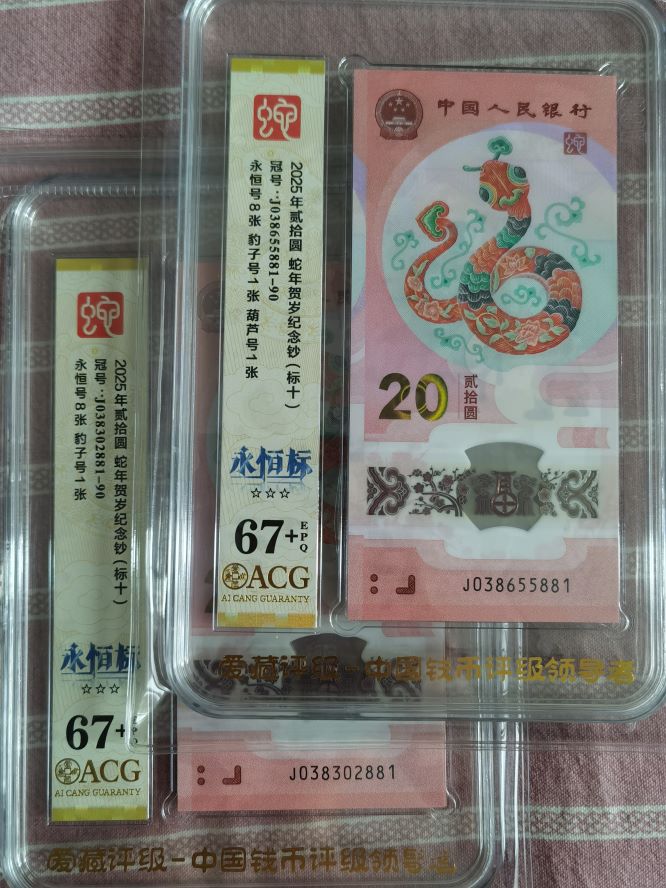 蛇
2025年贰拾圆 蛇年贺岁纪念钞（标十）
冠号：J038655881-90
永恒号8张 豹子号1张 葫芦号1张
永恒标
☆☆☆
67+ EPQ
ACG
AI CANG GUARANTY
中国人民银行
蛇
20 贰拾圆
J038655881
爱藏评级-中国钱币评级领导者
蛇
2025年贰拾圆 蛇年贺岁纪念钞（标十）
冠号：J038302881-90
永恒号8张 豹子号1张
永恒标
☆☆☆
67+ EPQ
ACG
AI CANG GUARANTY
J038302881
爱藏评级-中国钱币评级领导者